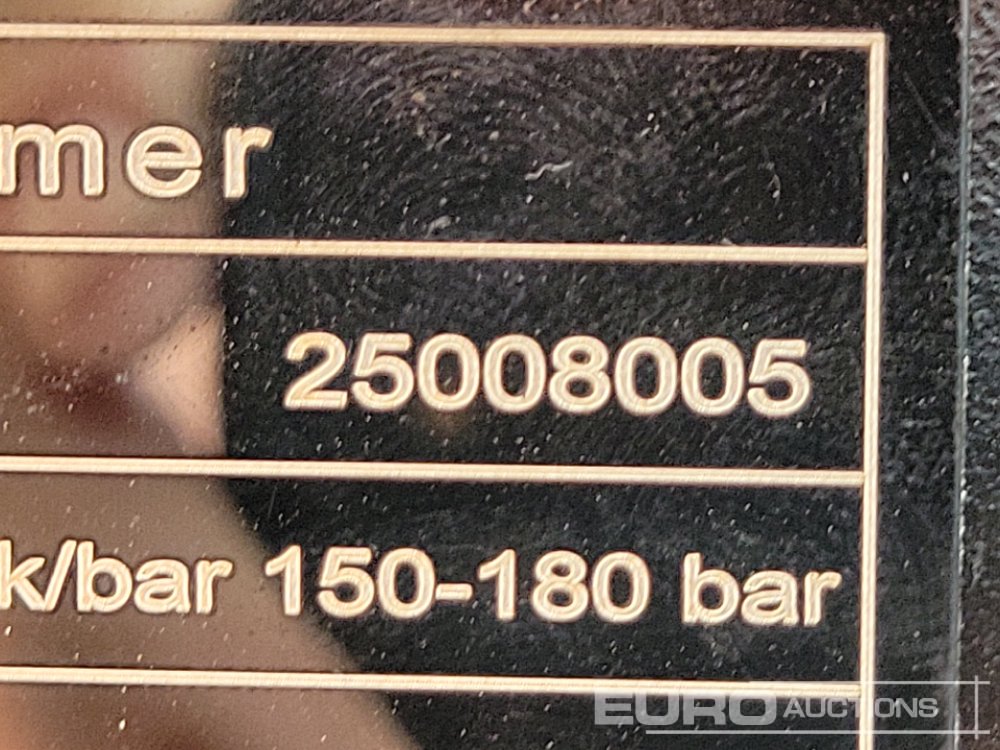 mer
25008005
k/bar 150-180 bar
EURO AUCTIONS